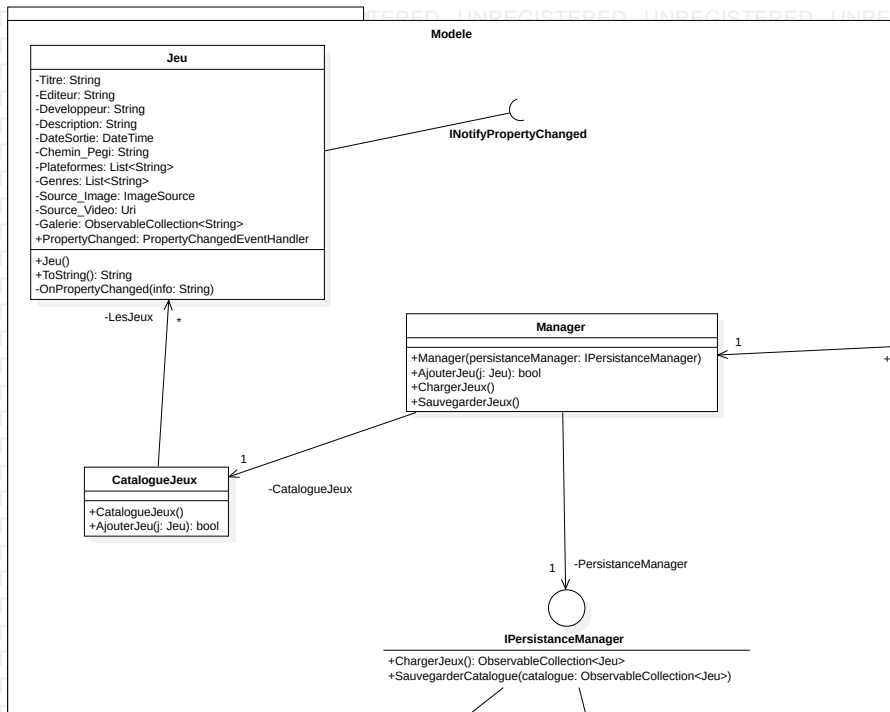 UNREGISTERED UNREGISTERED
Modele
Jeu
-Titre: String
-Editeur: String
-Developpeur: String
-Description: String
-DateSortie: DateTime
-Chemin_Pegi: String
-Plateformes: List<String>
-Genres: List<String>
-Source_Image: ImageSource
-Source_Video: Uri
-Galerie: ObservableCollection<String>
+PropertyChanged: PropertyChangedEventHandler
+Jeu()
+ToString(): String
-OnPropertyChanged(info: String)
INotifyPropertyChanged
-LesJeux
*
Manager
+Manager(persistanceManager: IPersistanceManager)
+AjouterJeu(j: Jeu): bool
+ChargerJeux()
+SauvegarderJeux()
1
+
1
-CatalogueJeux
CatalogueJeux
+CatalogueJeux()
+AjouterJeu(j: Jeu): bool
1
-PersistanceManager
IPersistanceManager
+ChargerJeux(): ObservableCollection<Jeu>
+SauvegarderCatalogue(catalogue: ObservableCollection<Jeu>)